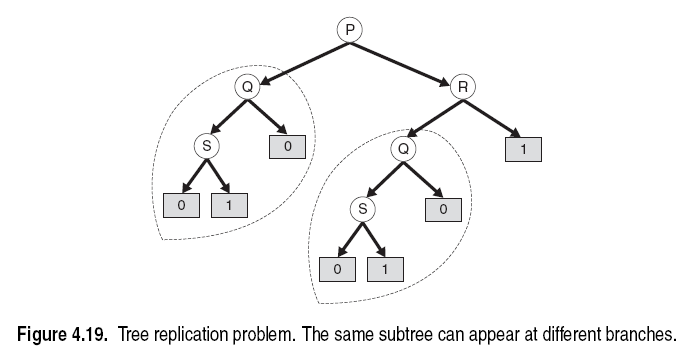 P
Q R
S 0 Q 1
0 1 S 0
0 1
Figure 4.19. Tree replication problem. The same subtree can appear at different branches.